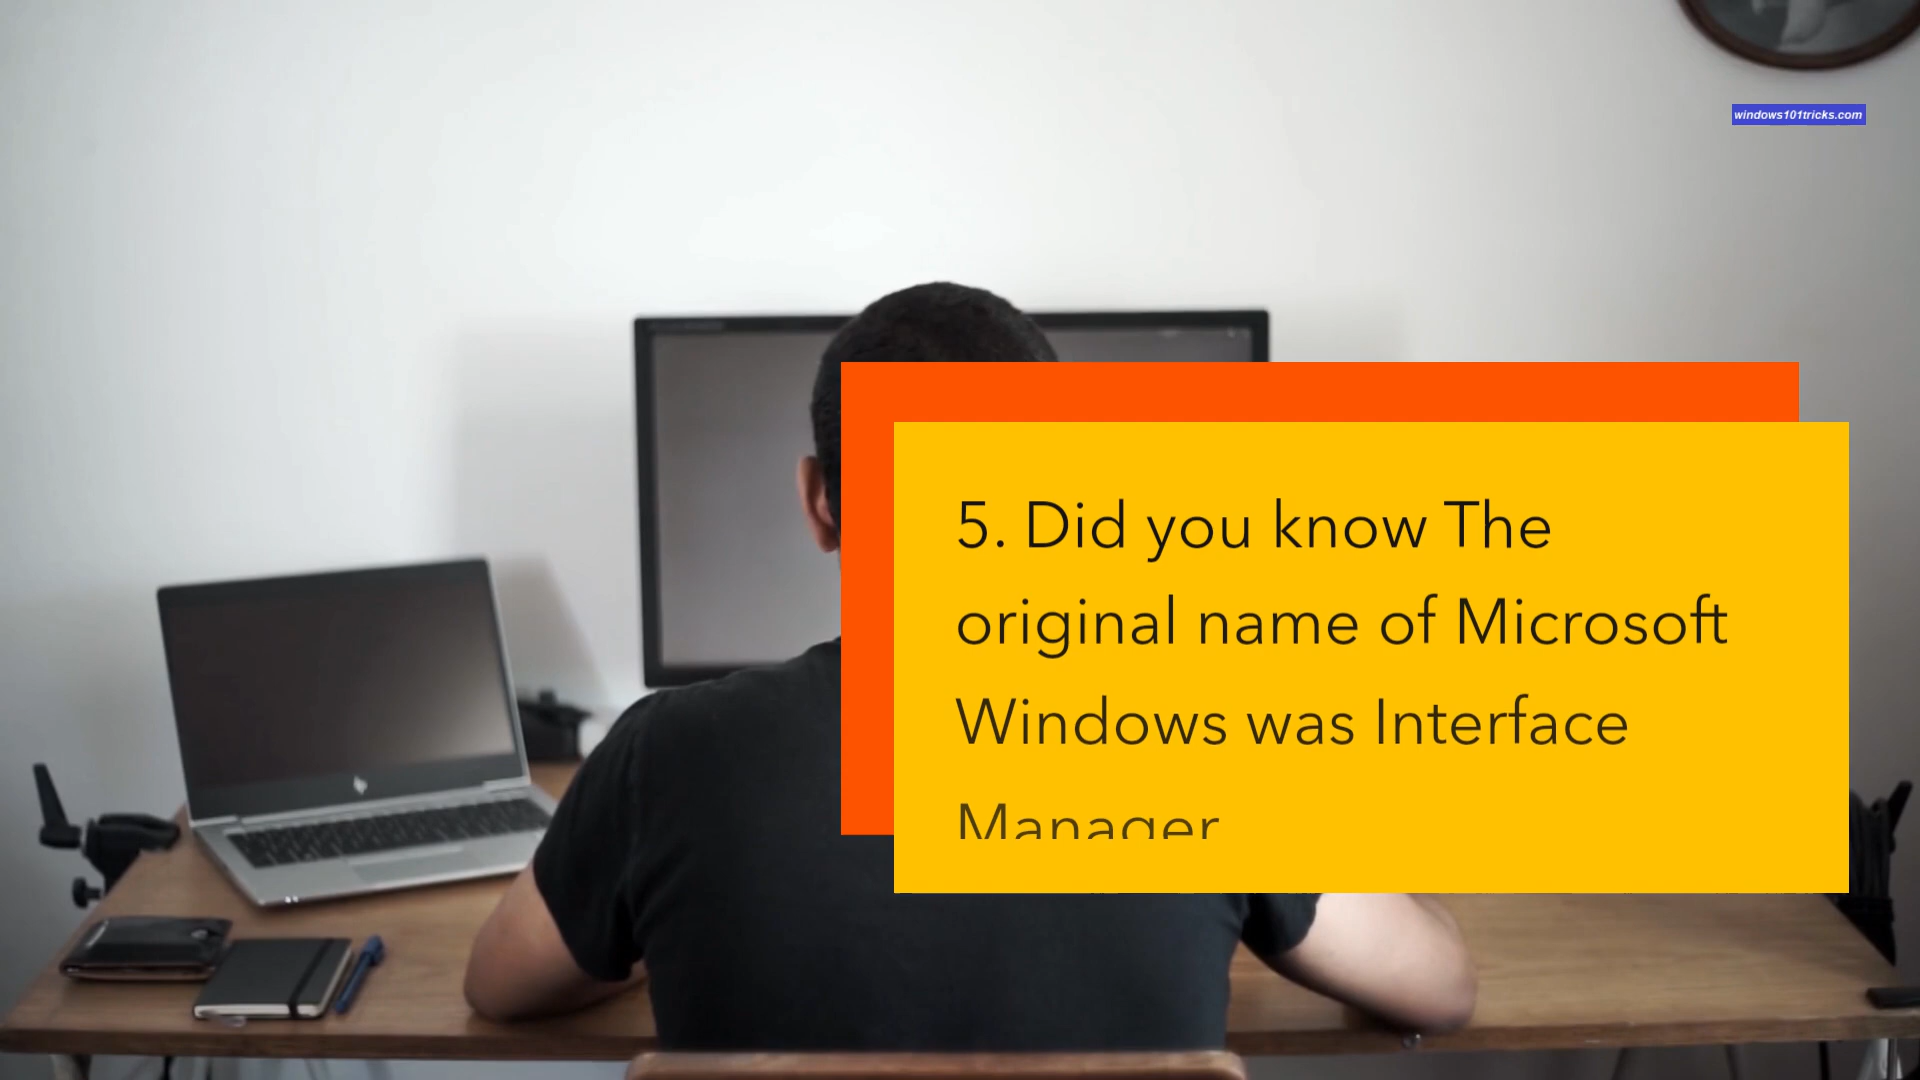 windows101tricks.com
5. Did you know The
original name of Microsoft
Windows was Interface
Manager